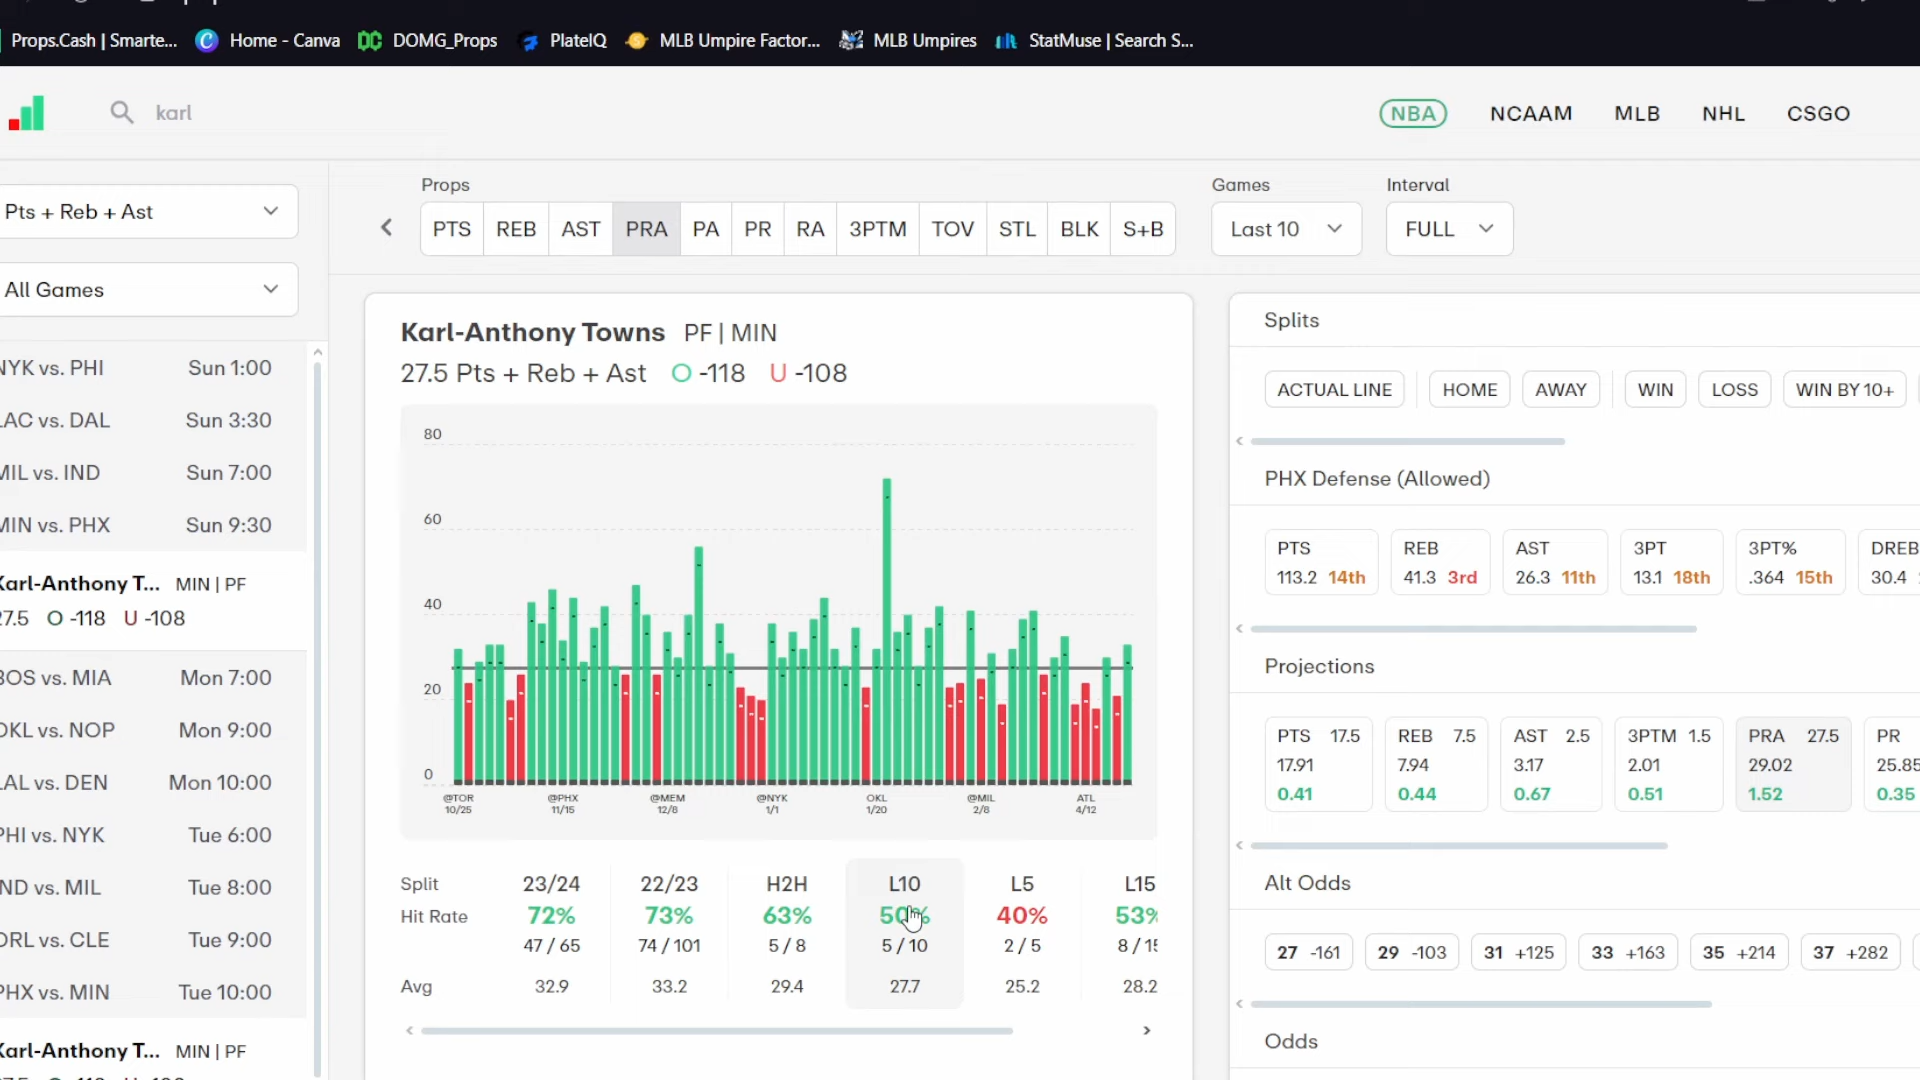 Props.Cash | Smarte...
Home - Canva
DOMG_Props
PlateIQ
MLB Umpire Factor...
MLB Umpires
StatMuse | Search S...
karl
NBA
NCAAM
MLB
NHL
CSGO
Pts + Reb + Ast
All Games
NYK vs. PHI Sun 1:00
LAC vs. DAL Sun 3:30
MIL vs. IND Sun 7:00
MIN vs. PHX Sun 9:30
Karl-Anthony T... MIN | PF
27.5 O -118 U -108
BOS vs. MIA Mon 7:00
OKL vs. NOP Mon 9:00
LAL vs. DEN Mon 10:00
PHI vs. NYK Tue 6:00
IND vs. MIL Tue 8:00
ORL vs. CLE Tue 9:00
PHX vs. MIN Tue 10:00
Karl-Anthony T... MIN | PF
Props
PTS REB AST PRA PA PR RA 3PTM TOV STL BLK S+B
Games
Last 10
Interval
FULL
Karl-Anthony Towns PF | MIN
27.5 Pts + Reb + Ast O -118 U -108
80
60
40
20
0
@TOR @PHX @MEM @NYK OKL @MIL ATL
10/25 11/15 12/8 1/1 1/20 2/8 4/12
Split 23/24 22/23 H2H L10 L5 L15
Hit Rate 72% 73% 63% 50% 40% 53%
47 / 65 74 / 101 5 / 8 5 / 10 2 / 5 8 / 15
Avg 32.9 33.2 29.4 27.7 25.2 28.2
Splits
ACTUAL LINE HOME AWAY WIN LOSS WIN BY 10+
PHX Defense (Allowed)
PTS REB AST 3PT 3PT% DREB
113.2 14th 41.3 3rd 26.3 11th 13.1 18th .364 15th 30.4
Projections
PTS 17.5 REB 7.5 AST 2.5 3PTM 1.5 PRA 27.5 PR
17.91 7.94 3.17 2.01 29.02 25.85
0.41 0.44 0.67 0.51 1.52 0.35
Alt Odds
27 -161 29 -103 31 +125 33 +163 35 +214 37 +282
Odds